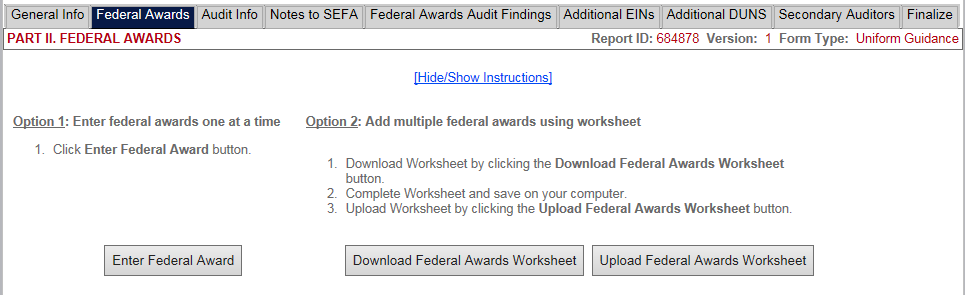 General Info Federal Awards Audit Info Notes to SEFA Federal Awards Audit Findings Additional EINs Additional DUNS Secondary Auditors Finalize
PART II. FEDERAL AWARDS Report ID: 684878 Version: 1 Form Type: Uniform Guidance
[Hide/Show Instructions]
Option 1: Enter federal awards one at a time
1. Click Enter Federal Award button.
Option 2: Add multiple federal awards using worksheet
1. Download Worksheet by clicking the Download Federal Awards Worksheet
button.
2. Complete Worksheet and save on your computer.
3. Upload Worksheet by clicking the Upload Federal Awards Worksheet button.
Enter Federal Award Download Federal Awards Worksheet Upload Federal Awards Worksheet